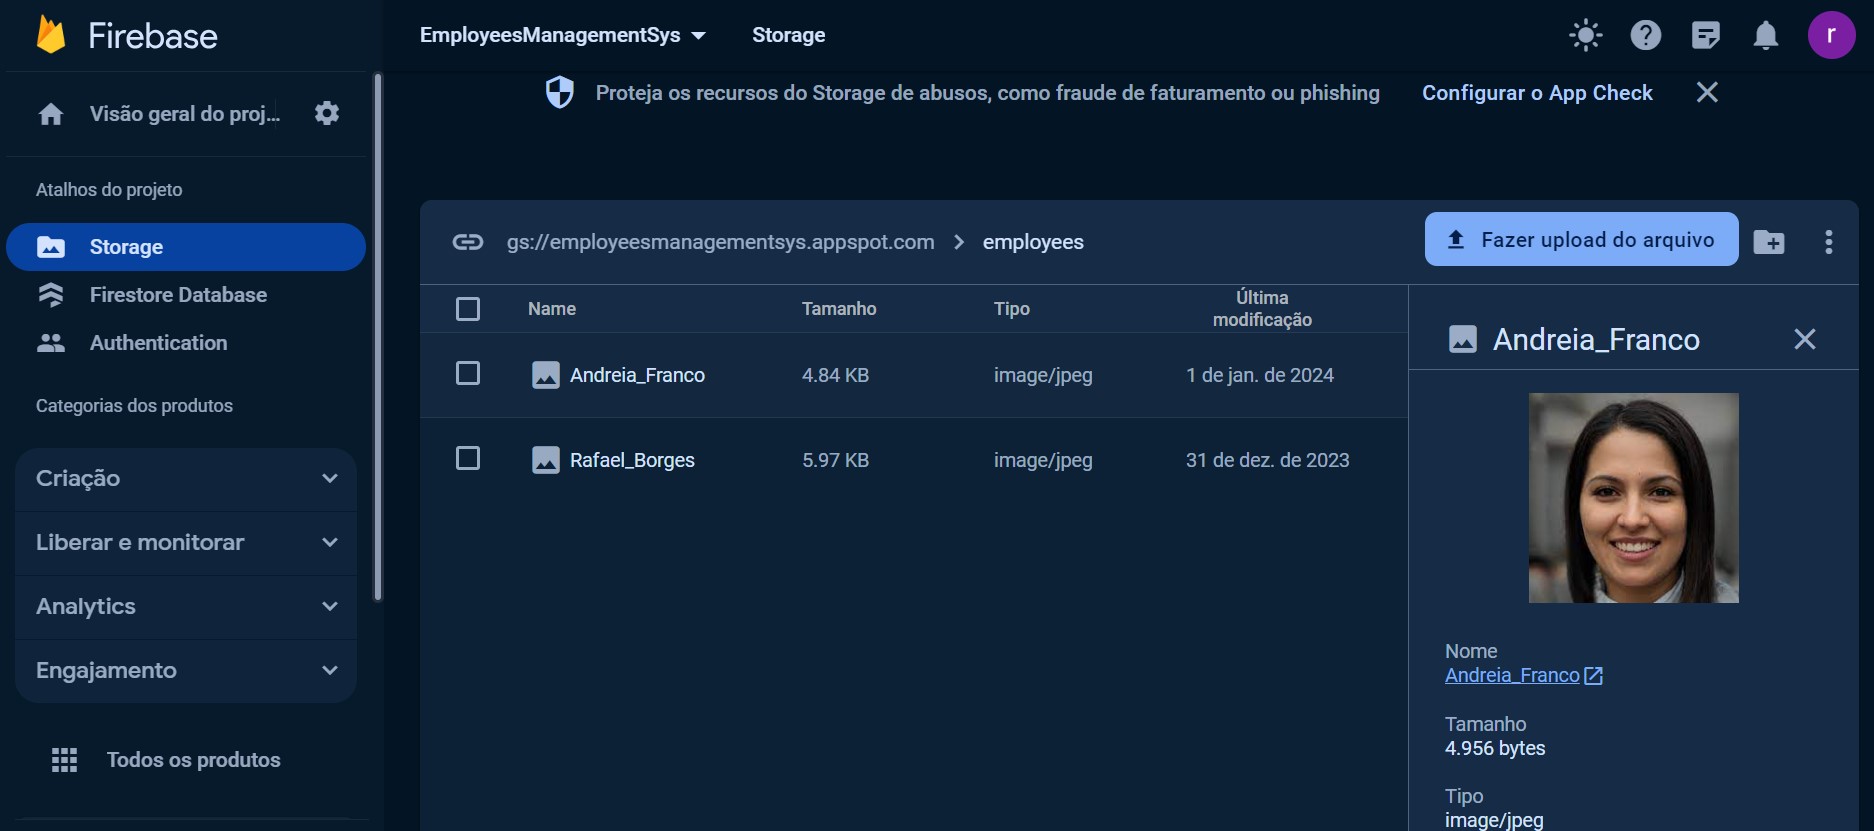 Firebase
EmployeesManagementSys
Storage
r
Visão geral do proj...
Proteja os recursos do Storage de abusos, como fraude de faturamento ou phishing
Configurar o App Check
Atalhos do projeto
Storage
Firestore Database
Authentication
Categorias dos produtos
Criação
Liberar e monitorar
Analytics
Engajamento
Todos os produtos
gs://employeesmanagementsys.appspot.com > employees
Fazer upload do arquivo
Name Tamanho Tipo Última
modificação
Andreia_Franco 4.84 KB image/jpeg 1 de jan. de 2024
Rafael_Borges 5.97 KB image/jpeg 31 de dez. de 2023
Andreia_Franco
Nome
Andreia_Franco
Tamanho
4.956 bytes
Tipo
image/jpeg